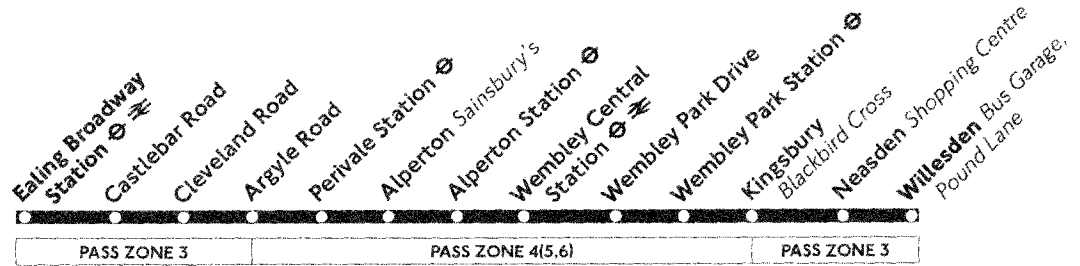 Ealing Broadway
Station
Castlebar Road
Cleveland Road
Argyle Road
Perivale Station
Alperton Sainsbury's
Alperton Station
Wembley Central
Station
Wembley Park Drive
Wembley Park Station
Kingsbury
Blackbird Cross
Neasden Shopping Centre
Willesden Bus Garage,
Pound Lane
PASS ZONE 3
PASS ZONE 4(5,6)
PASS ZONE 3